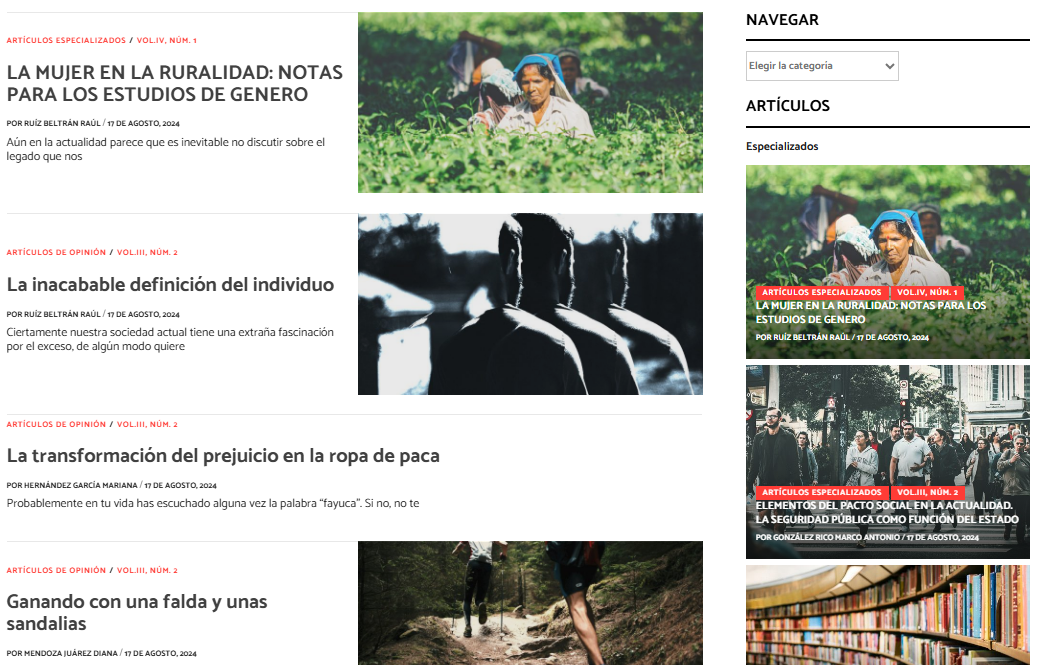 ARTÍCULOS ESPECIALIZADOS / VOL.IV, NÚM. 1
LA MUJER EN LA RURALIDAD: NOTAS
PARA LOS ESTUDIOS DE GENERO
POR RUÍZ BELTRÁN RAÚL / 17 DE AGOSTO, 2024
Aún en la actualidad parece que es inevitable no discutir sobre el
legado que nos
ARTÍCULOS DE OPINIÓN / VOL.III, NÚM. 2
La inacabable definición del individuo
POR RUÍZ BELTRÁN RAÚL / 17 DE AGOSTO, 2024
Ciertamente nuestra sociedad actual tiene una extraña fascinación
por el exceso, de algún modo quiere
ARTÍCULOS DE OPINIÓN / VOL.III, NÚM. 2
La transformación del prejuicio en la ropa de paca
POR HERNÁNDEZ GARCÍA MARIANA / 17 DE AGOSTO, 2024
Probablemente en tu vida has escuchado alguna vez la palabra “fayuca”. Si no, no te
ARTÍCULOS DE OPINIÓN / VOL.III, NÚM. 2
Ganando con una falda y unas
sandalias
POR MENDOZA JUÁREZ DIANA / 17 DE AGOSTO, 2024
NAVEGAR
Elegir la categoría
ARTÍCULOS
Especializados
ARTÍCULOS ESPECIALIZADOS VOL.IV, NÚM. 1
LA MUJER EN LA RURALIDAD: NOTAS PARA LOS
ESTUDIOS DE GENERO
POR RUÍZ BELTRÁN RAÚL / 17 DE AGOSTO, 2024
ARTÍCULOS ESPECIALIZADOS VOL.III, NÚM. 2
ELEMENTOS DEL PACTO SOCIAL EN LA ACTUALIDAD.
LA SEGURIDAD PÚBLICA COMO FUNCIÓN DEL ESTADO
POR GONZÁLEZ RICO MARCO ANTONIO / 17 DE AGOSTO, 2024